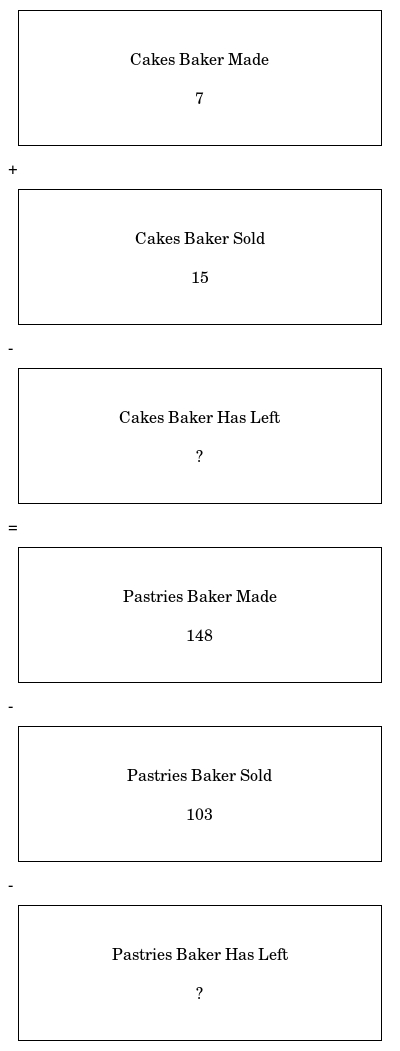 Cakes Baker Made
7
+
Cakes Baker Sold
15
-
Cakes Baker Has Left
?
=
Pastries Baker Made
148
-
Pastries Baker Sold
103
-
Pastries Baker Has Left
?